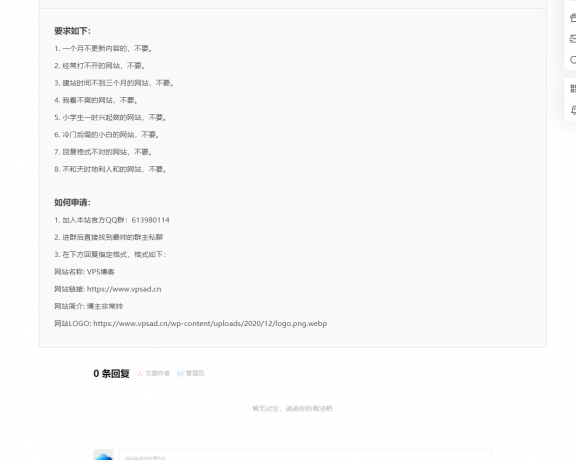 要求如下：
1. 一个月不更新内容的，不要。
2. 经常打不开的网站，不要。
3. 建站时间不到三个月的网站，不要。
4. 我看不爽的网站，不要。
5. 小学生一时兴起做的网站，不要。
6. 冷门后缀的小白的网站，不要。
7. 回复格式不对的网站，不要。
8. 不和天时地利人和的网站，不要。
如何申请：
1. 加入本站官方QQ群：613980114
2. 进群后直接找到最帅的群主私聊
3. 在下方回复指定格式，格式如下：
网站名称: VPS博客
网站链接: https://www.vpsad.cn
网站简介: 博主非常帅
网站LOGO: https://www.vpsad.cn/wp-content/uploads/2020/12/logo.png.webp
0 条回复 A 文章作者 M 管理员
暂无讨论，说说你的看法吧
说说你的看法